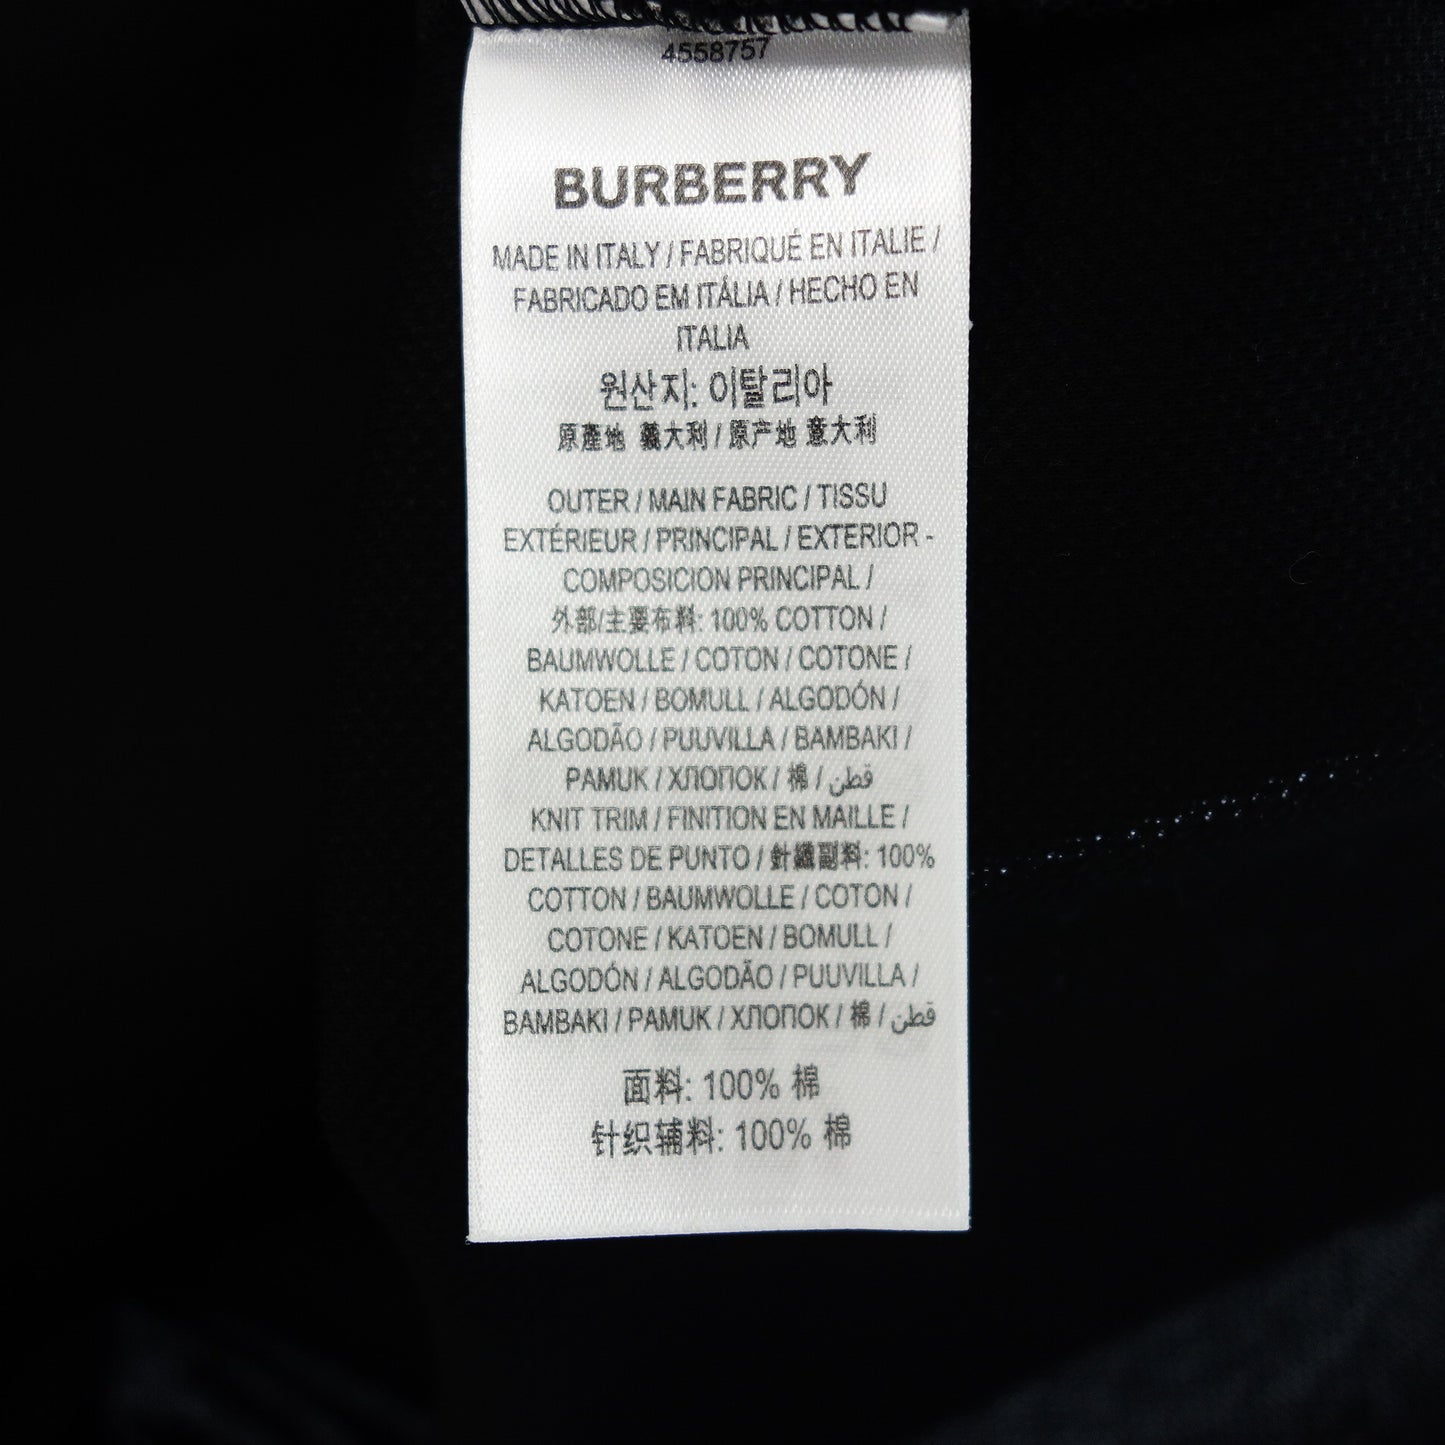 4558757
BURBERRY
MADE IN ITALY / FABRIQUÉ EN ITALIE /
FABRICADO EM ITÁLIA / HECHO EN
ITALIA
원산지: 이탈리아
原產地 義大利 / 原产地 意大利
OUTER / MAIN FABRIC / TISSU
EXTÉRIEUR / PRINCIPAL / EXTERIOR -
COMPOSICION PRINCIPAL /
外部/主要布料: 100% COTTON /
BAUMWOLLE / COTON / COTONE /
KATOEN / BOMULL / ALGODÓN /
ALGODÃO / PUUVILLA / BAMBAKI /
PAMUK / ХЛОПОК / 棉 / قطن
KNIT TRIM / FINITION EN MAILLE /
DETALLES DE PUNTO / 針織副料: 100%
COTTON / BAUMWOLLE / COTON /
COTONE / KATOEN / BOMULL /
ALGODÓN / ALGODÃO / PUUVILLA /
BAMBAKI / PAMUK / ХЛОПОК / 棉 / قطن
面料: 100% 棉
针织辅料: 100% 棉